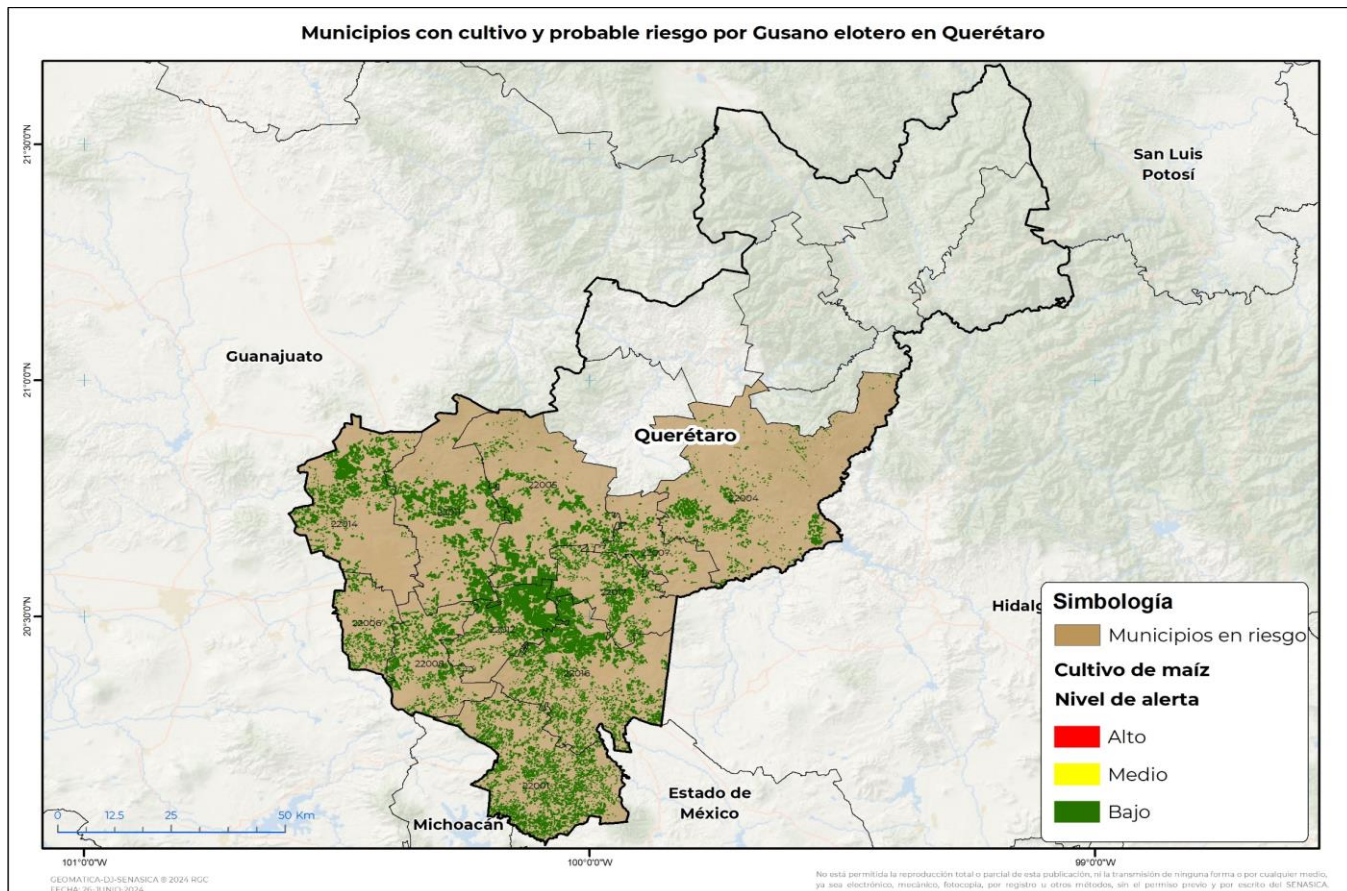 Municipios con cultivo y probable riesgo por Gusano elotero en Querétaro
21°30'0"N
San Luis
Potosí
Guanajuato
21°0'0"N
Querétaro
22005
22004
22014
20°30'0"N
22006
22008
22016
22001
Hidalg
Simbología
Municipios en riesgo
Cultivo de maíz
Nivel de alerta
Alto
Medio
Bajo
Estado de
México
Michoacán
0 12.5 25 50 Km
101°0'0"W 100°0'0"W 99°0'0"W
GEOMATICA-DJ-SENASICA ® 2024 RGC
FECHA: 26-JUNIO-2024
No está permitida la reproducción total o parcial de esta publicación, ni la transmisión de ninguna forma o por cualquier medio,
ya sea electrónico, mecánico, fotocopia, por registro u otros métodos, sin el permiso previo y por escrito del SENASICA.